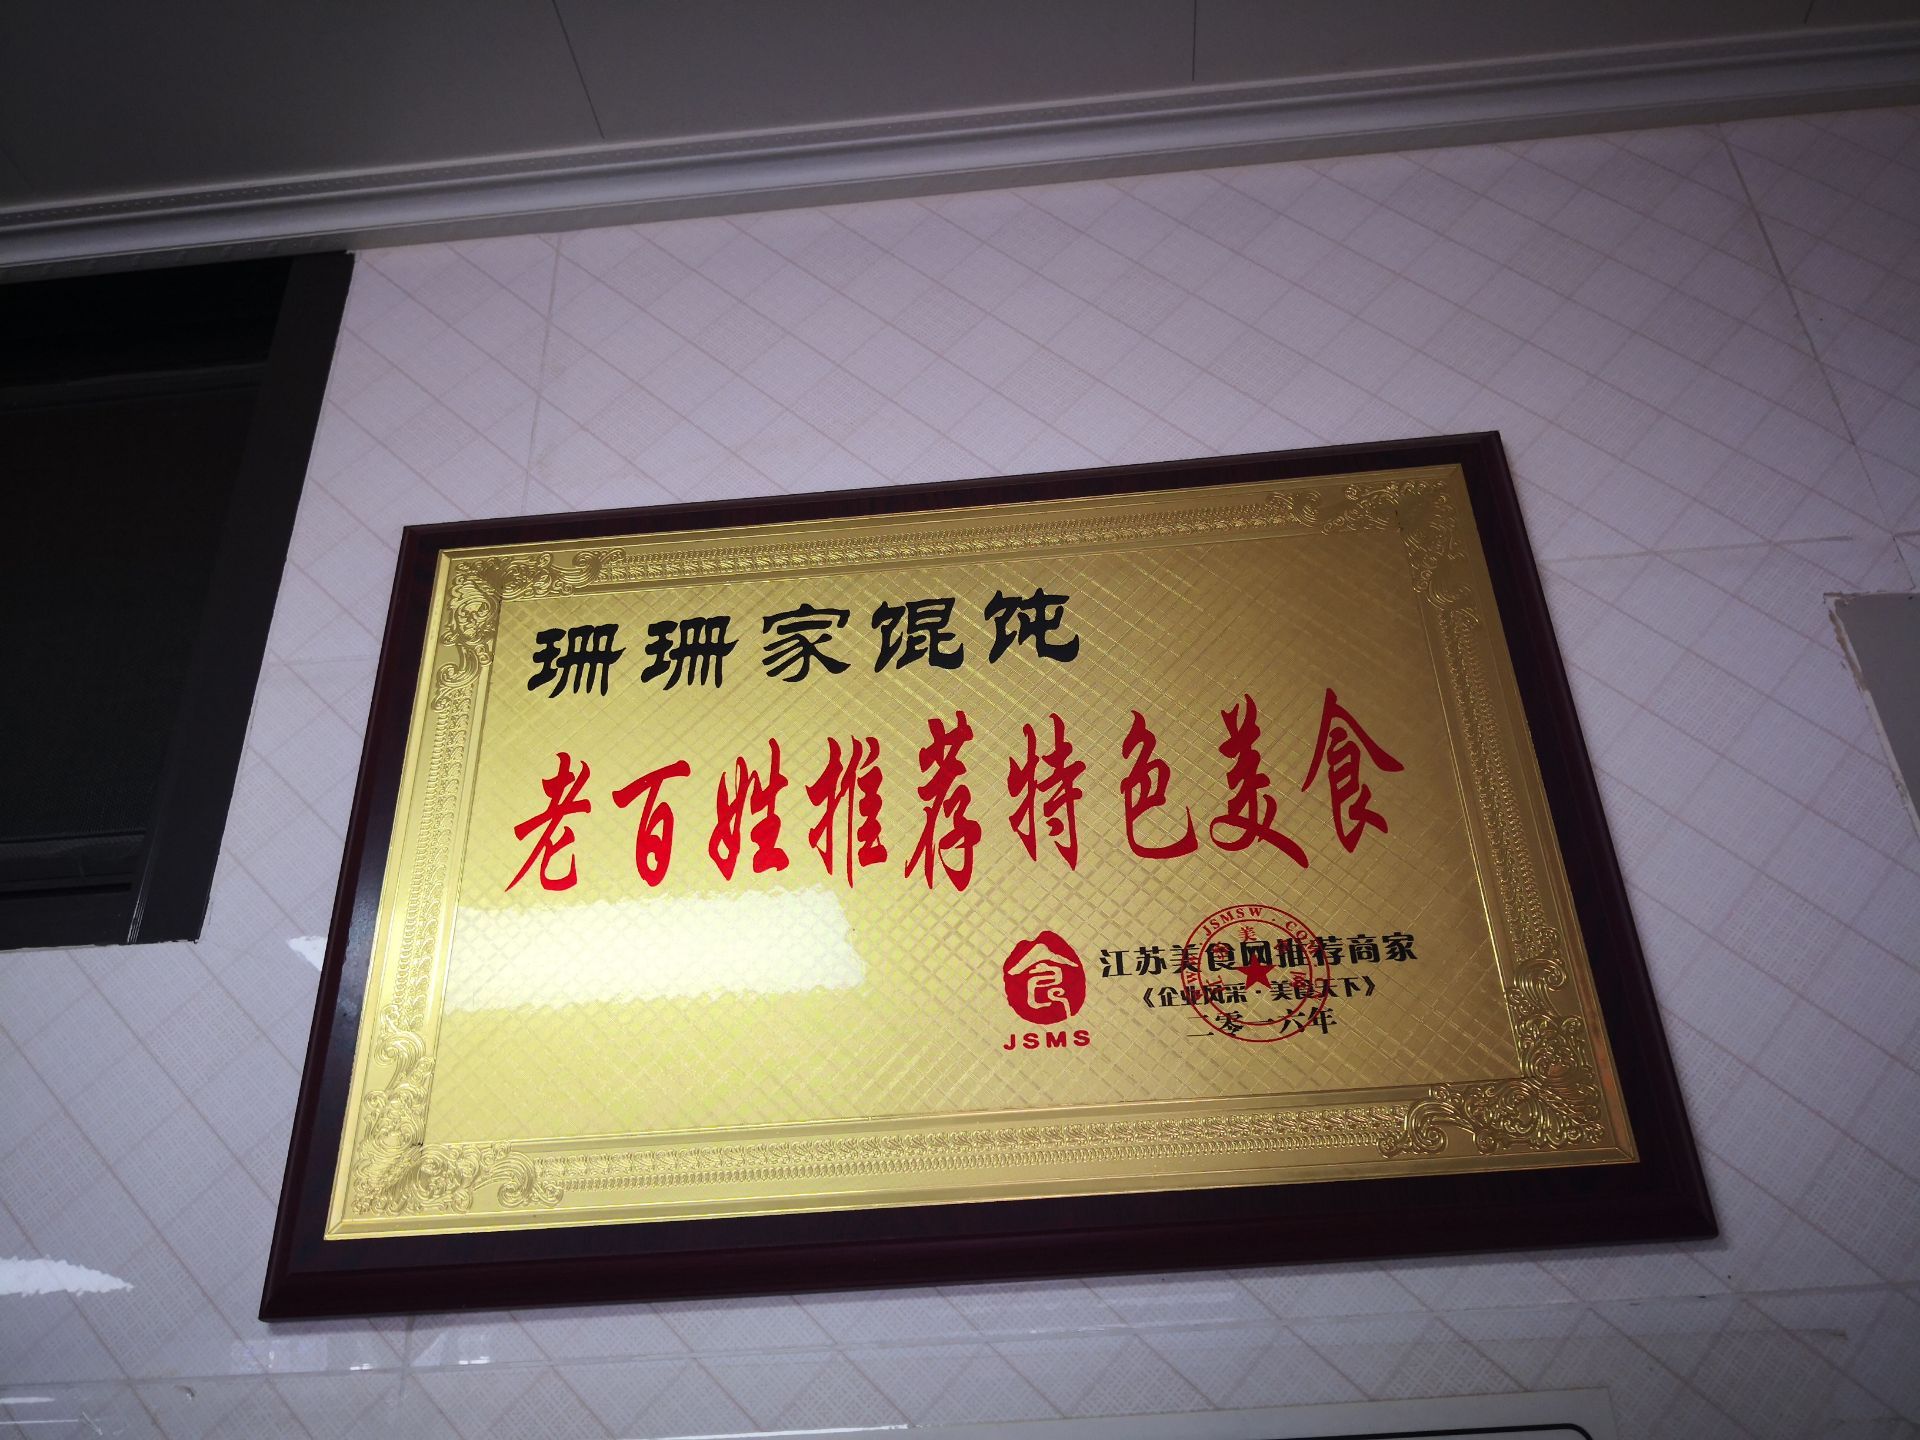 珊珊家馄饨
老百姓推荐特色美食
食
JSMS
江苏美食网推荐商家
《企业风采·美食天下》
二零一六年